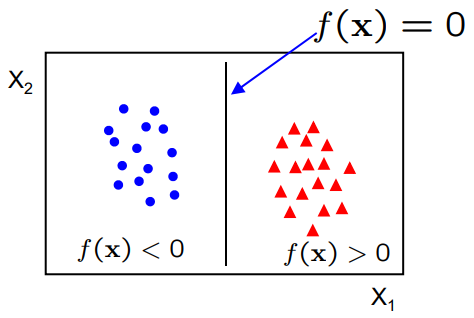 f(x) = 0
X2
f(x) < 0
f(x) > 0
X1